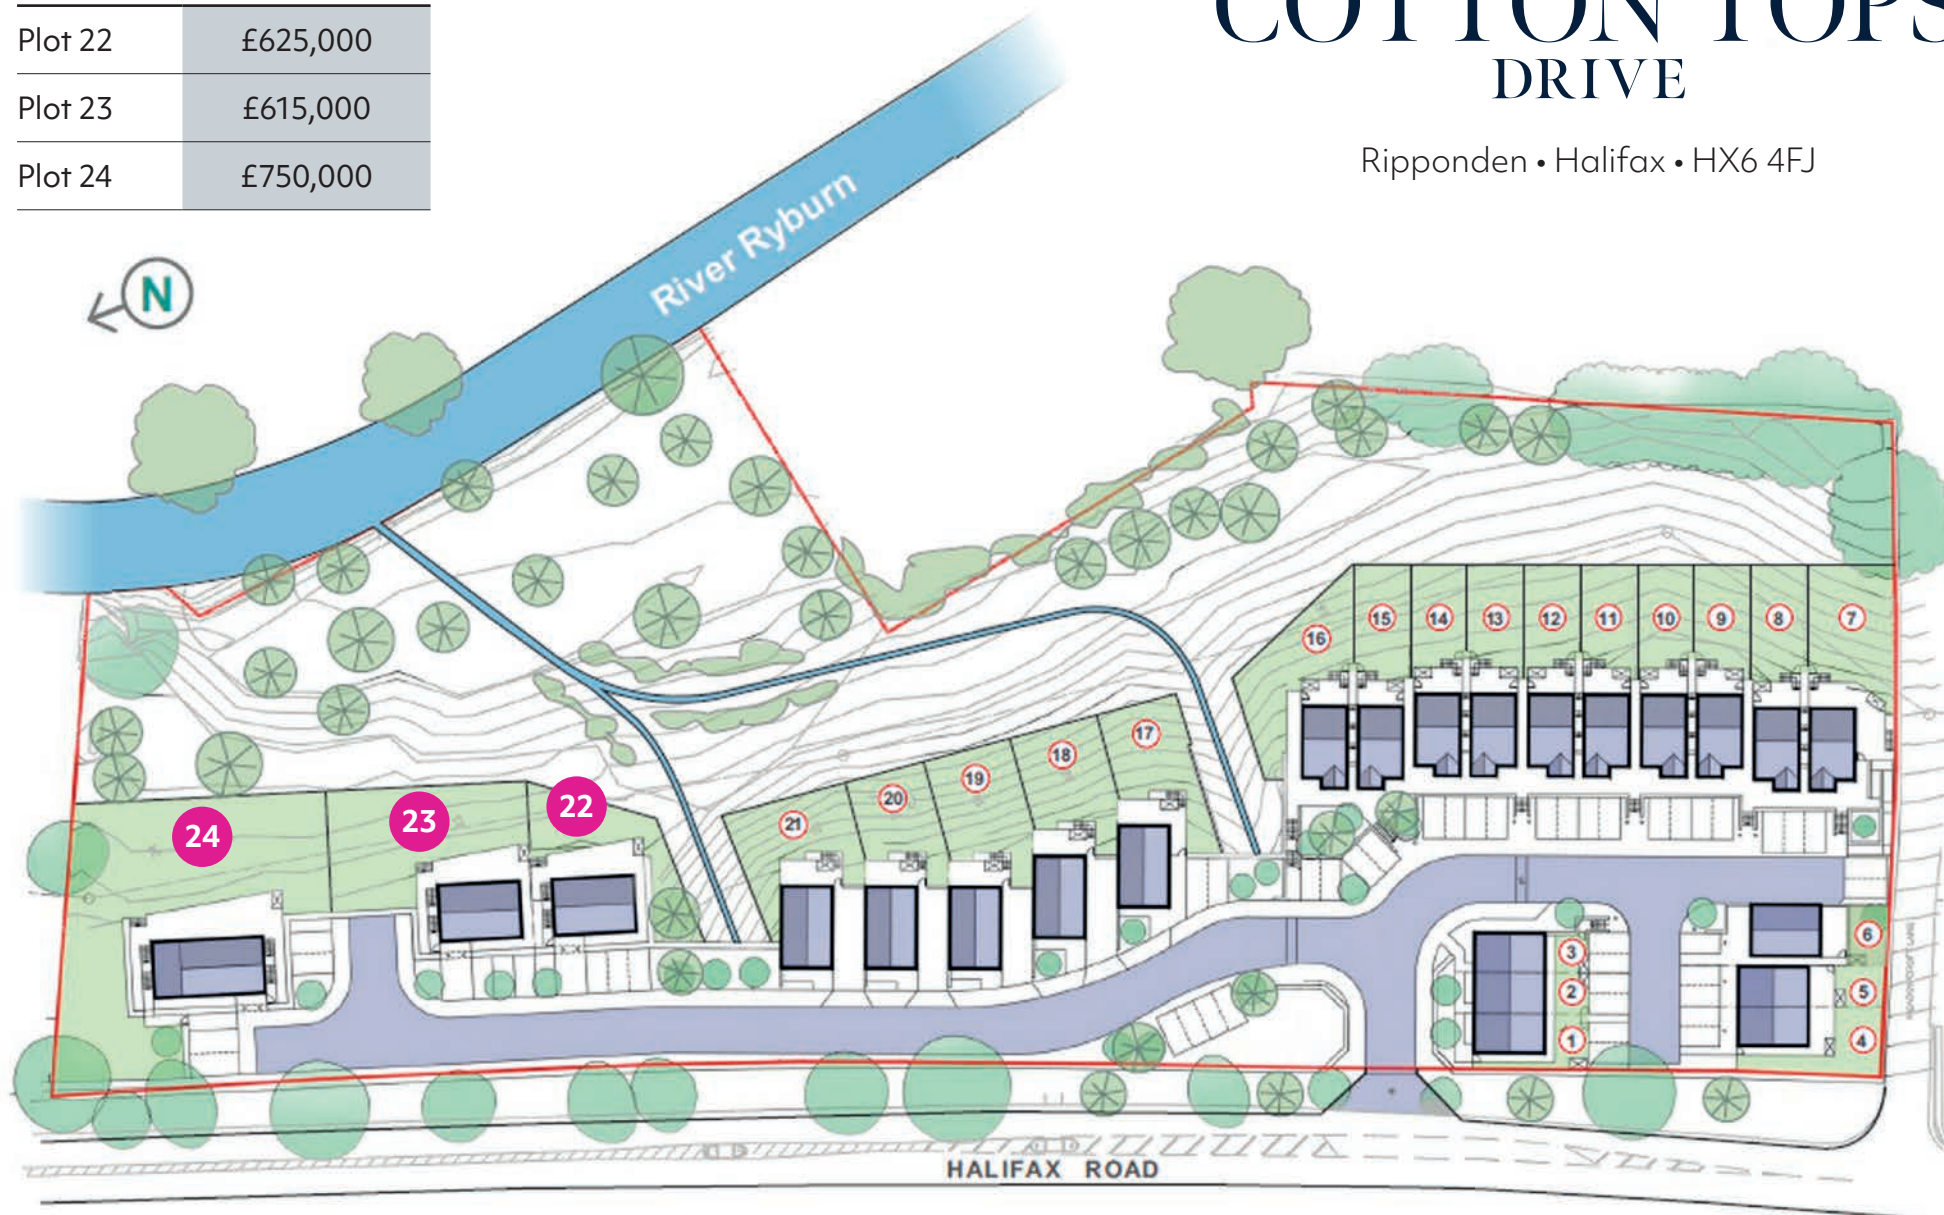 Plot 22 £625,000
Plot 23 £615,000
Plot 24 £750,000
COTTON TOPS
DRIVE
Ripponden • Halifax • HX6 4FJ
N
River Ryburn
16
15
14
13
12
11
10
9
8
7
17
18
19
20
21
22
23
24
3
2
1
6
5
4
HALIFAX ROAD